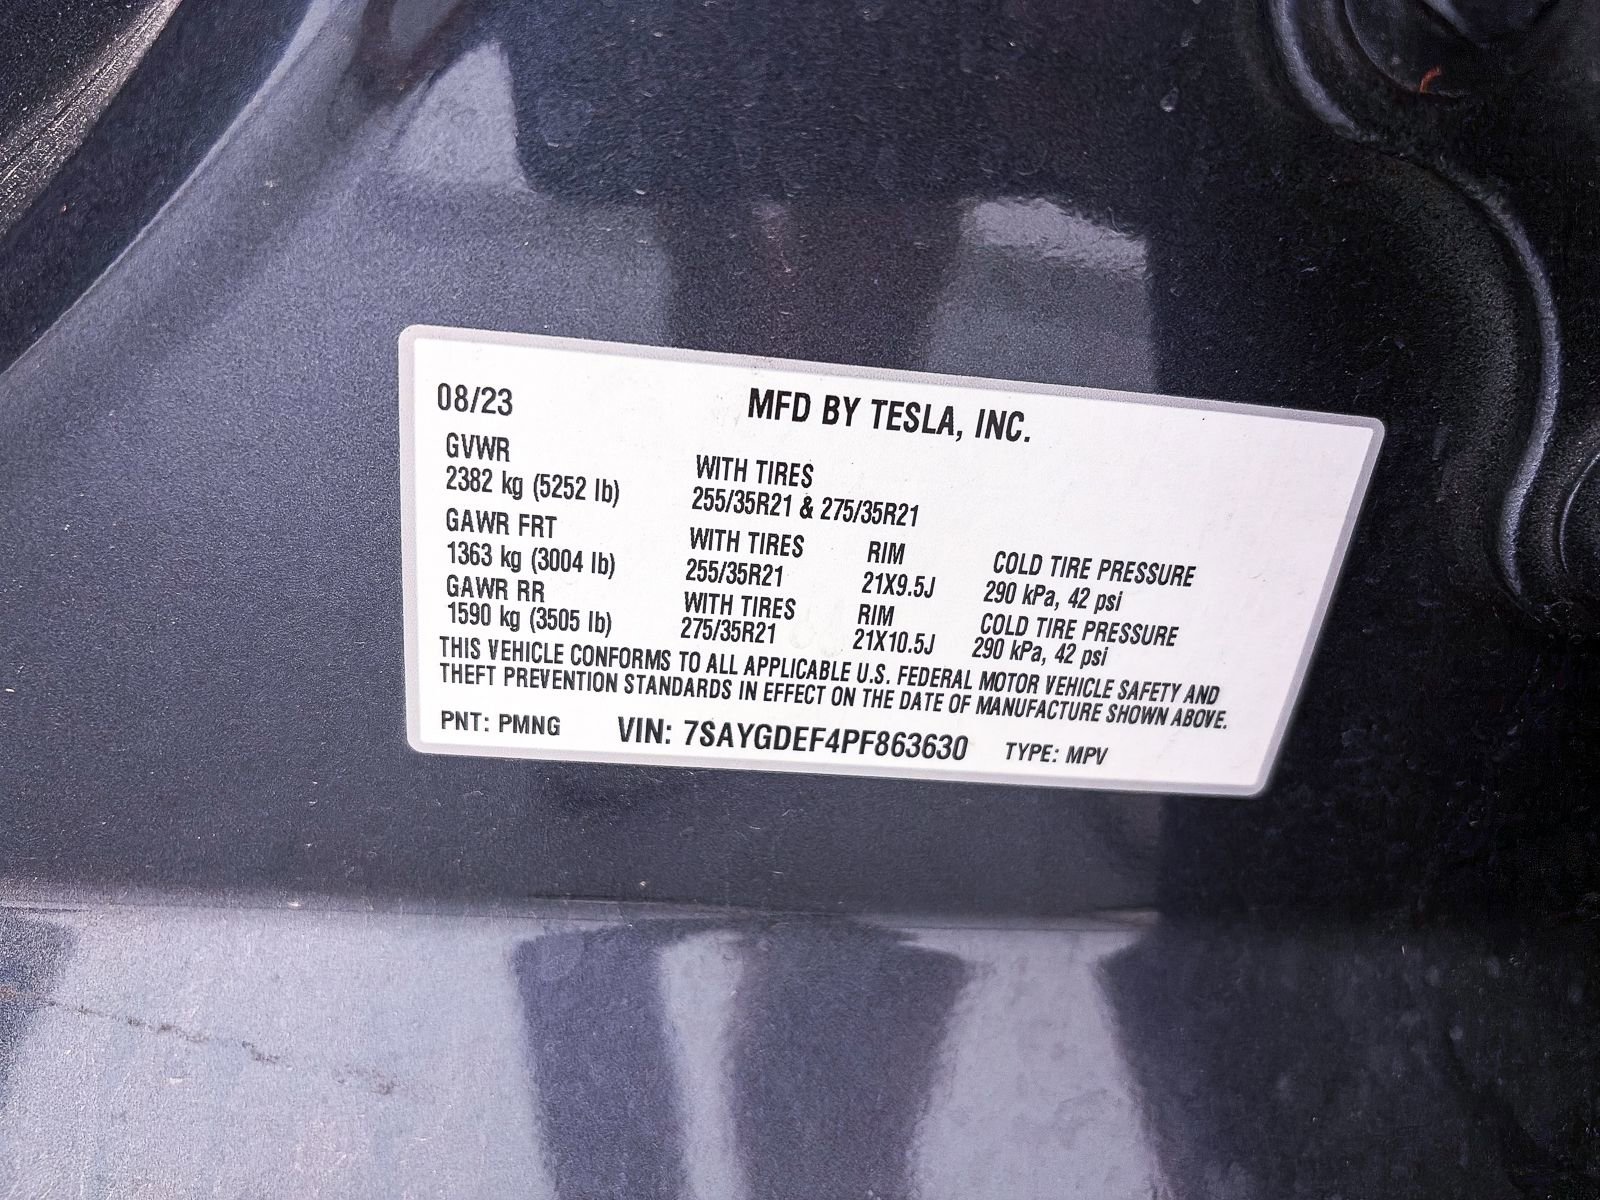 08/23 MFD BY TESLA, INC.
GVWR WITH TIRES
2382 kg (5252 lb) 255/35R21 & 275/35R21
GAWR FRT WITH TIRES RIM COLD TIRE PRESSURE
1363 kg (3004 lb) 255/35R21 21X9.5J 290 kPa, 42 psi
GAWR RR WITH TIRES RIM COLD TIRE PRESSURE
1590 kg (3505 lb) 275/35R21 21X10.5J 290 kPa, 42 psi
THIS VEHICLE CONFORMS TO ALL APPLICABLE U.S. FEDERAL MOTOR VEHICLE SAFETY AND
THEFT PREVENTION STANDARDS IN EFFECT ON THE DATE OF MANUFACTURE SHOWN ABOVE.
PNT: PMNG VIN: 7SAYGDEF4PF863630 TYPE: MPV